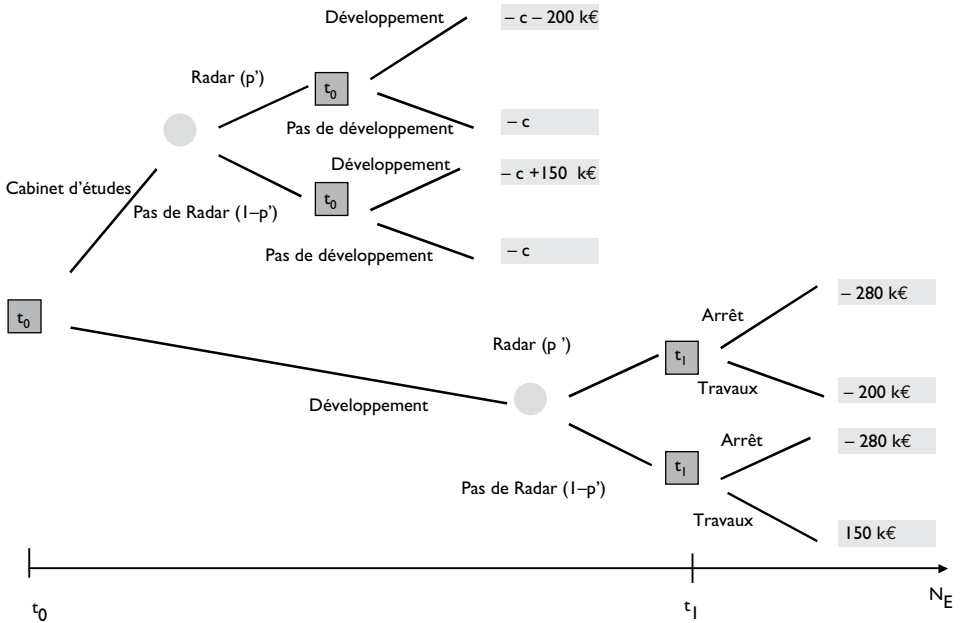 Développement
– c – 200 k€
Radar (p’)
t0
Pas de développement
– c
Développement
– c +150 k€
Cabinet d’études
Pas de Radar (1–p’)
t0
Pas de développement
– c
t0
– 280 k€
Arrêt
Radar (p ’)
t1
Travaux
– 200 k€
Développement
Arrêt
– 280 k€
t1
Pas de Radar (1–p’)
Travaux
150 k€
t0
t1
NE